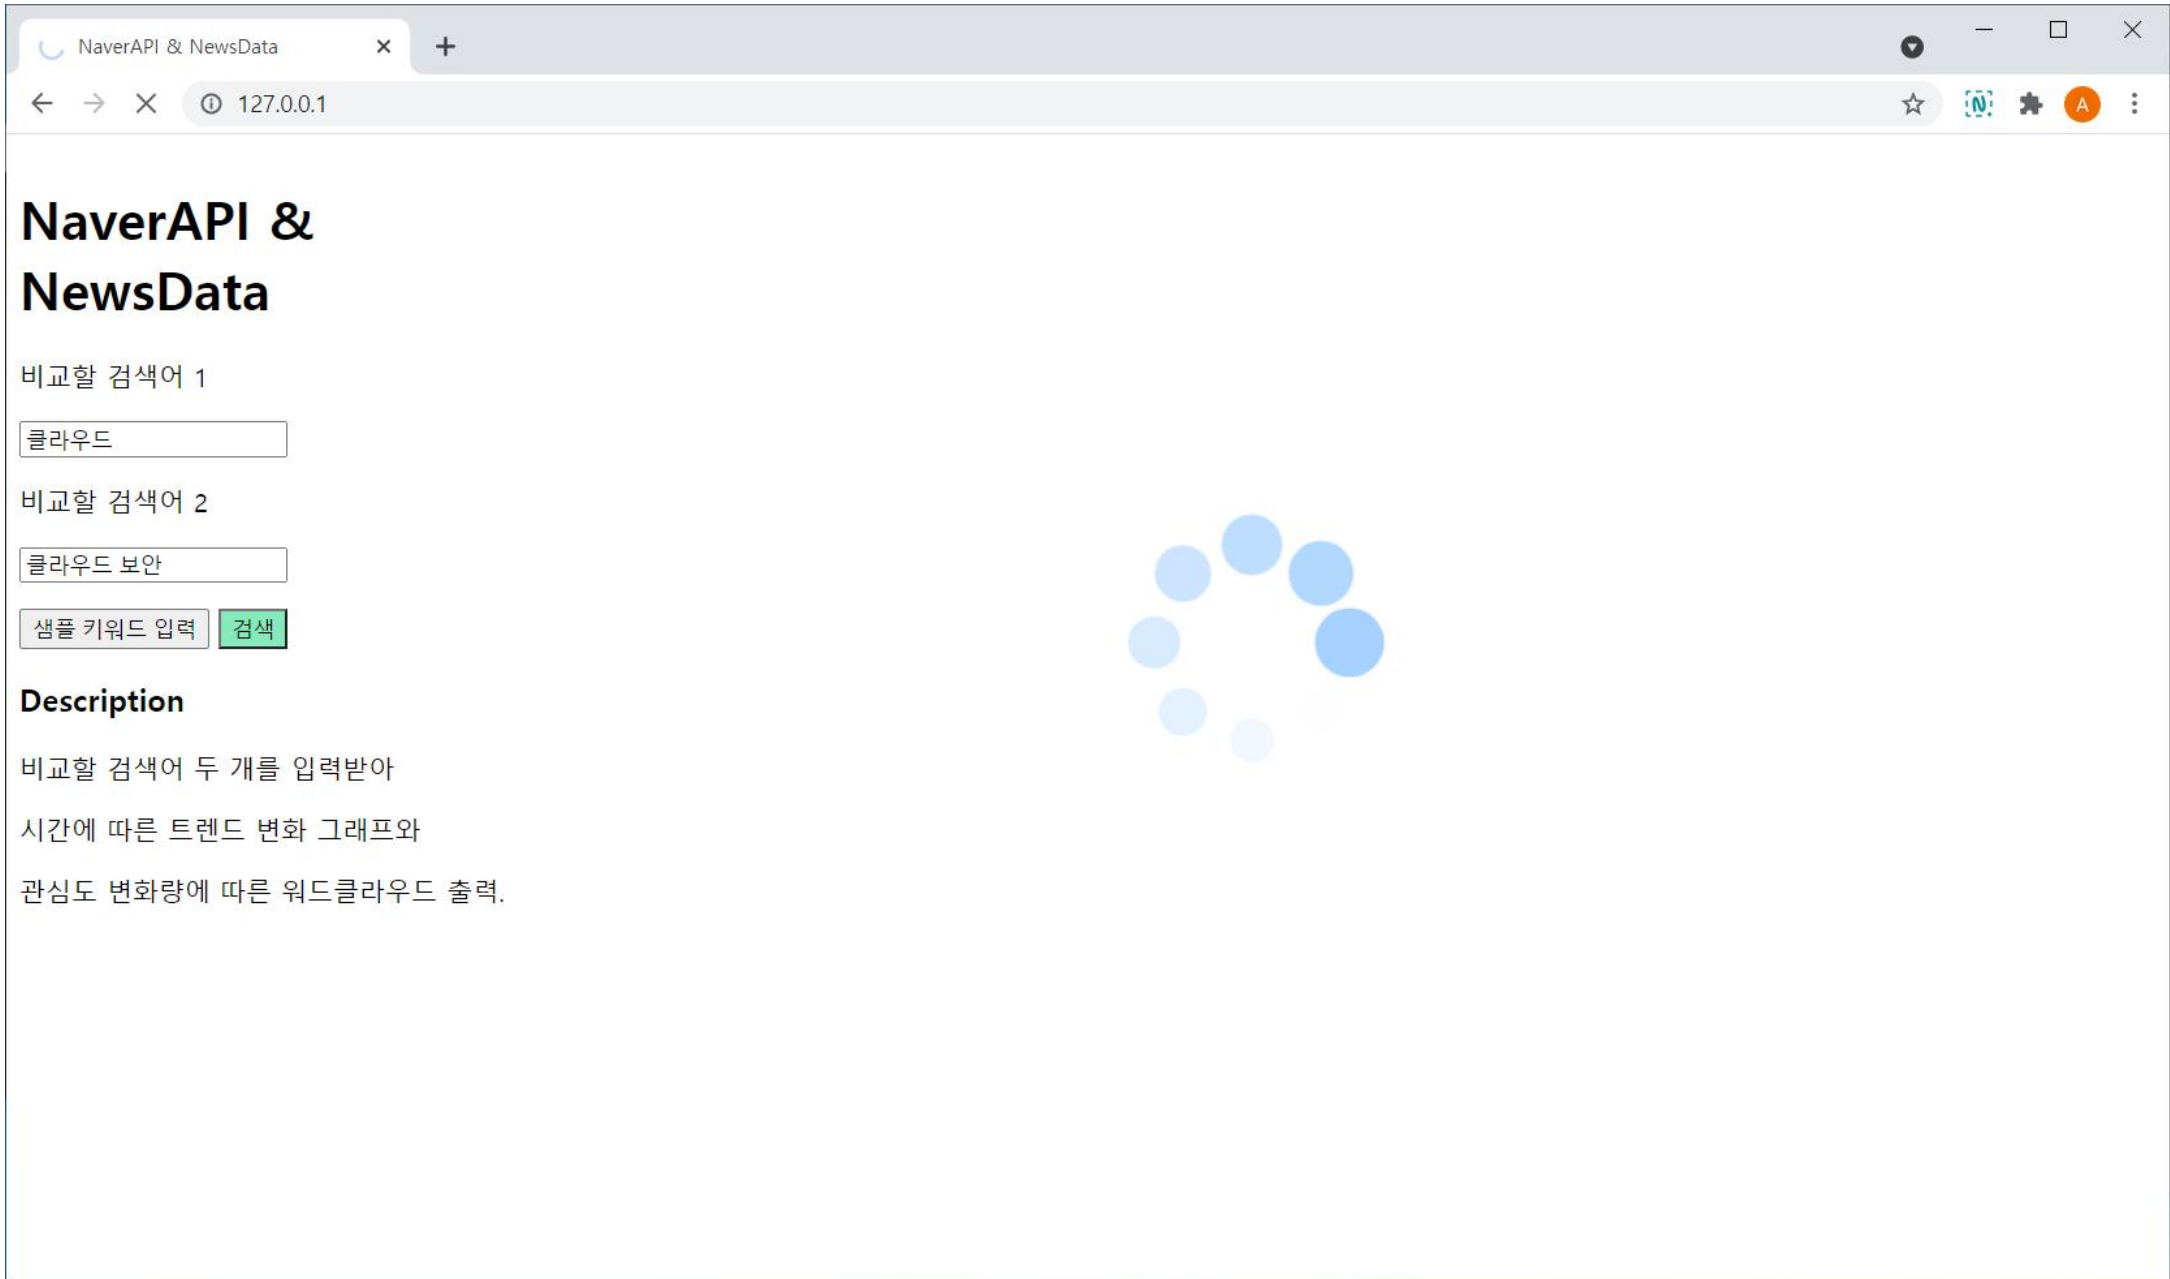 NaverAPI & NewsData
127.0.0.1
A
NaverAPI &
NewsData
비교할 검색어 1
클라우드
비교할 검색어 2
클라우드 보안
샘플 키워드 입력 검색
Description
비교할 검색어 두 개를 입력받아
시간에 따른 트렌드 변화 그래프와
관심도 변화량에 따른 워드클라우드 출력.